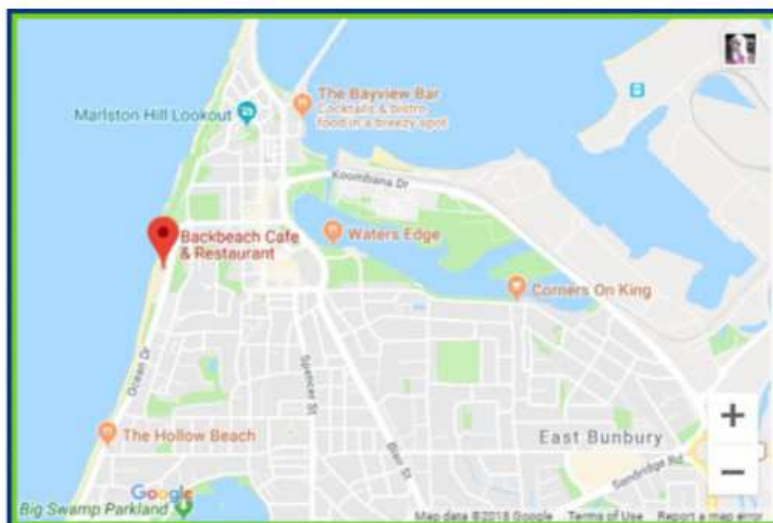 The Bayview Bar
Cocktails & bistro
food in a breezy spot
Marlston Hill Lookout
Koombana Dr
Backbeach Cafe
& Restaurant
Waters Edge
Corners On King
Ocean Dr
Spencer St
Blair St
The Hollow Beach
East Bunbury
Sandridge Rd
+
−
Google
Big Swamp Parkland
Map data ©2018 Google Terms of Use Report a map error